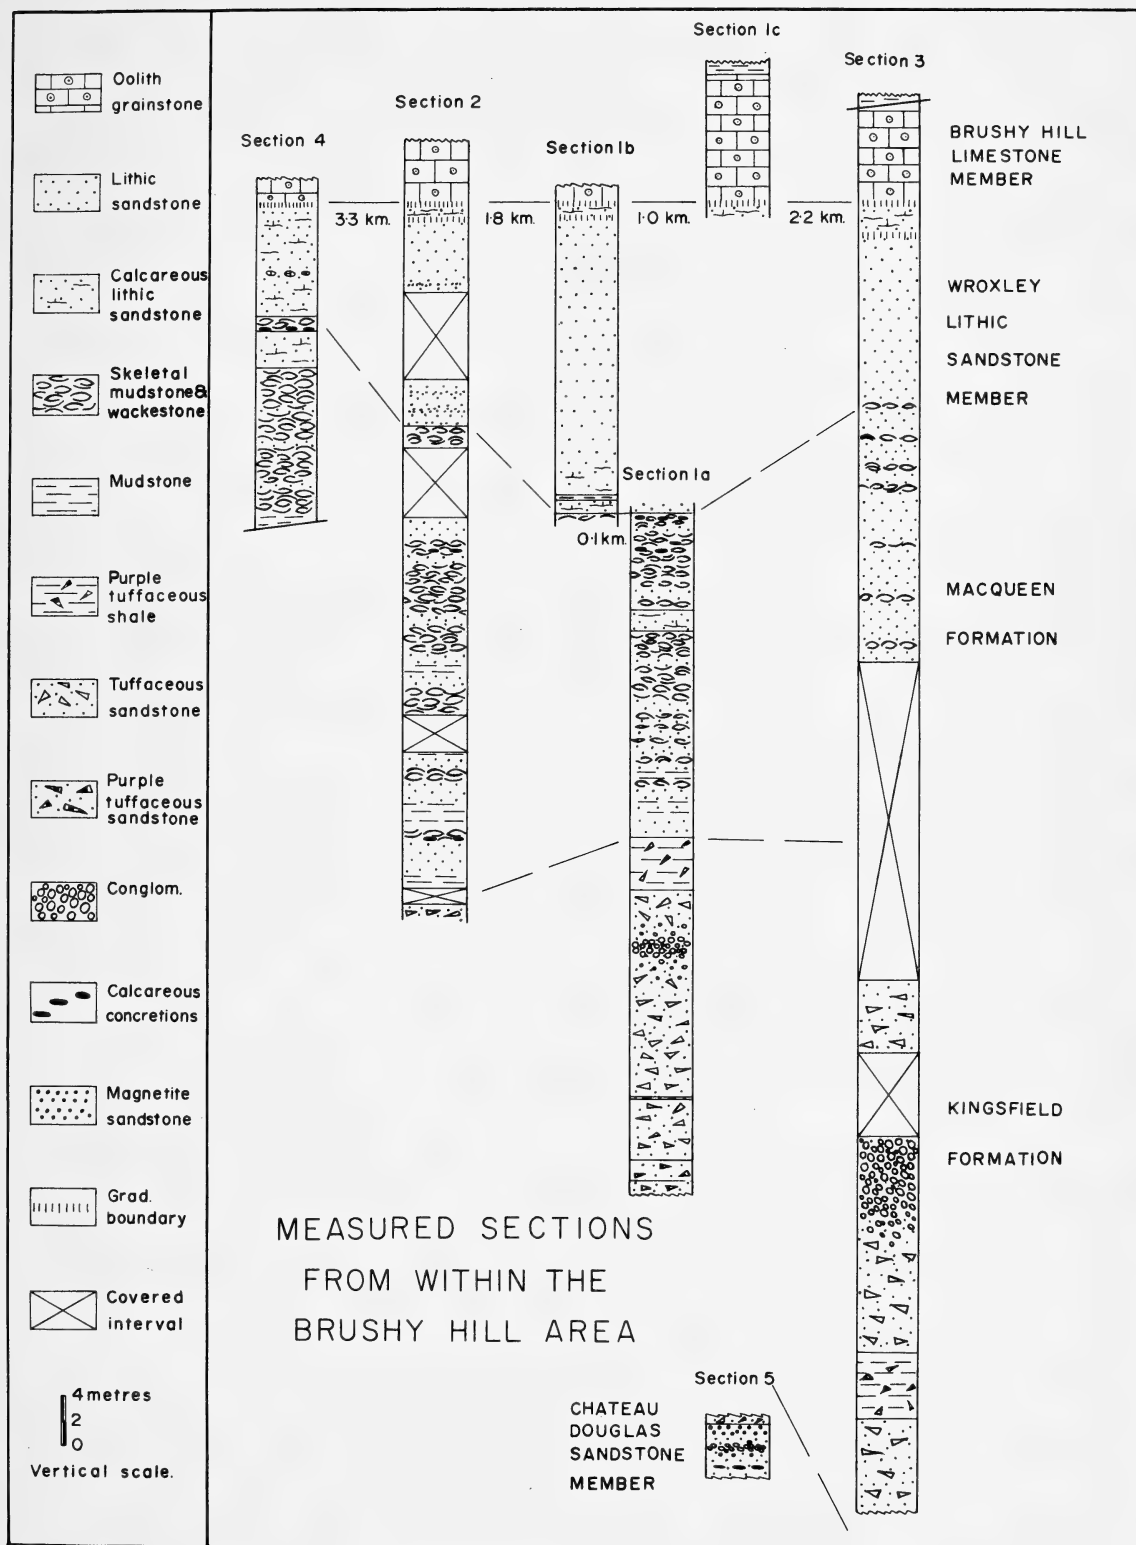 Oolith
grainstone
Lithic
sandstone
Calcareous
lithic
sandstone
Skeletal
mudstone &
wackestone
Mudstone
Purple
tuffaceous
shale
Tuffaceous
sandstone
Purple
tuffaceous
sandstone
Conglom.
Calcareous
concretions
Magnetite
sandstone
Grad.
boundary
Covered
interval
4 metres
2
0
Vertical scale.
Section 4
Section 2
Section 1b
Section 1c
Section 3
3·3 km.
1·8 km.
1·0 km.
2·2 km.
Section 1a
0·1 km.
BRUSHY HILL
LIMESTONE
MEMBER
WROXLEY
LITHIC
SANDSTONE
MEMBER
MACQUEEN
FORMATION
KINGSFIELD
FORMATION
MEASURED SECTIONS
FROM WITHIN THE
BRUSHY HILL AREA
Section 5
CHATEAU
DOUGLAS
SANDSTONE
MEMBER